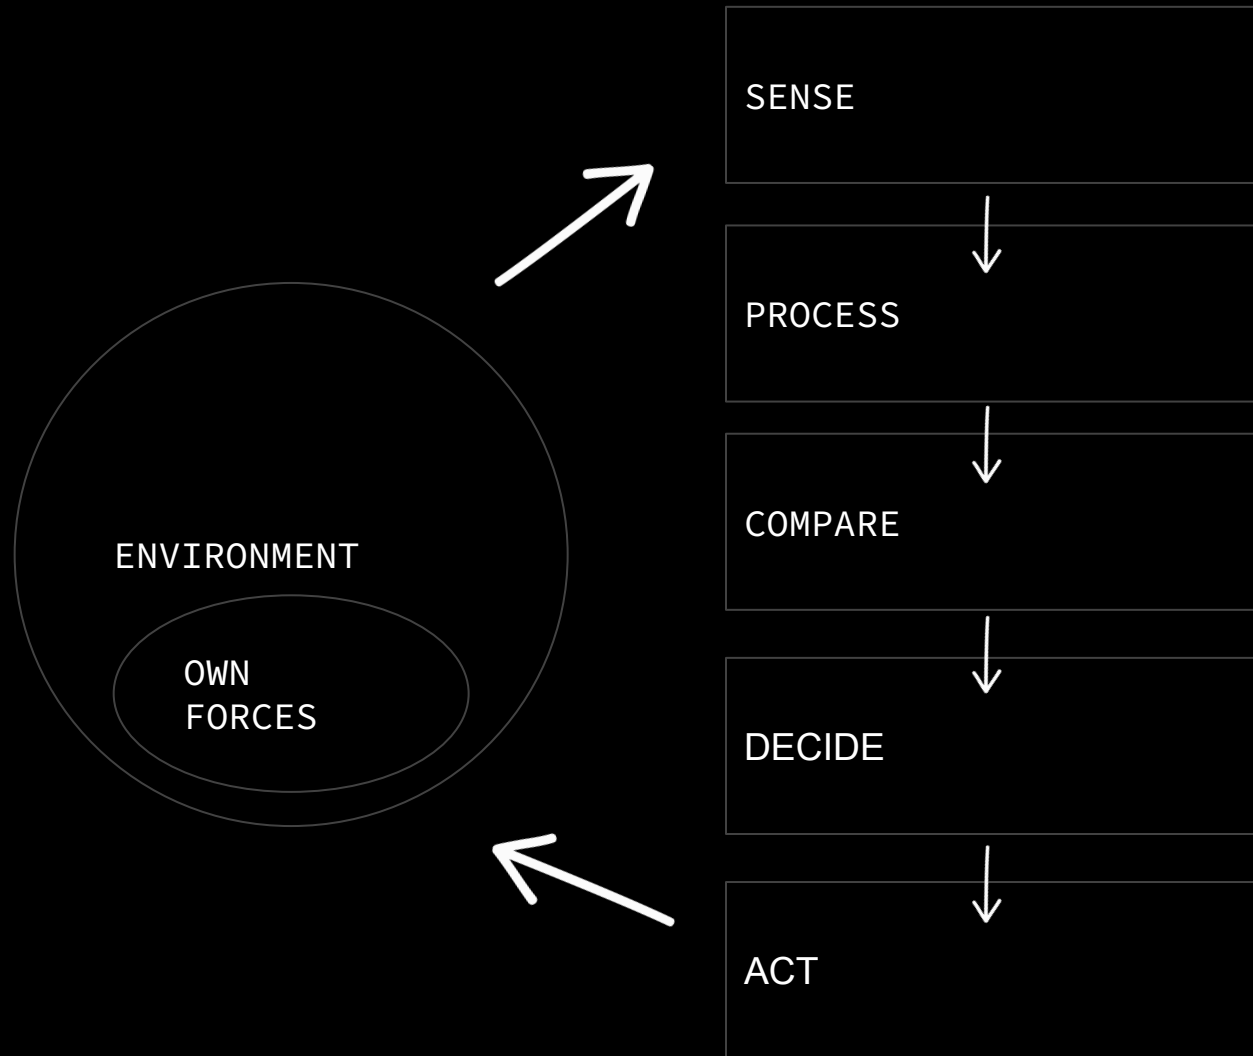 SENSE
PROCESS
COMPARE
ENVIRONMENT
OWN
FORCES
DECIDE
ACT